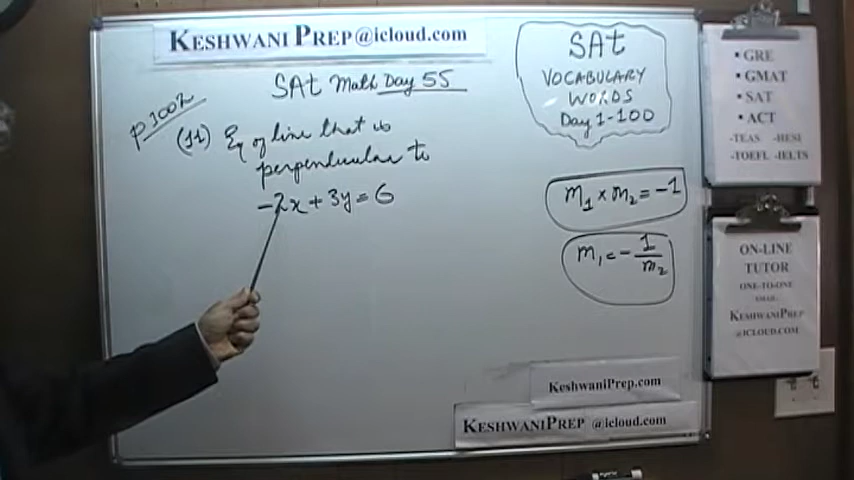 KESHWANI PREP@icloud.com
SAt Math Day 55
P 1002
(11) Eq of line that is
perpendicular to
-2x + 3y = 6
SAt
VOCABULARY
WORDS
Day 1-100
m1 x m2 = -1
m1 = - 1/m2
• GRE
• GMAT
• SAT
• ACT
-TEAS -HESI
-TOEFL -IELTS
ON-LINE
TUTOR
ONE-TO-ONE
EMAIL
KESHWANIPREP
@ICLOUD.COM
KeshwaniPrep.com
KESHWANIPREP @icloud.com